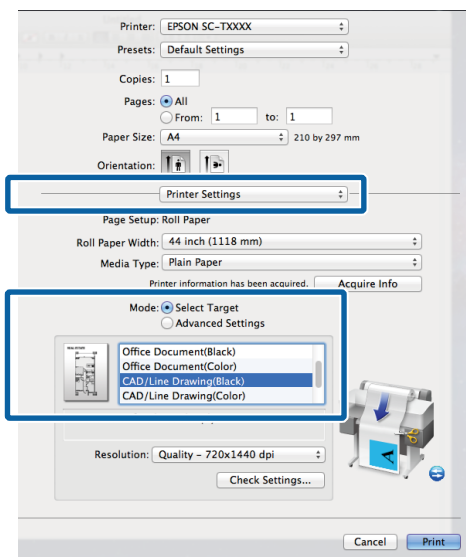 Printer: EPSON SC-TXXXX
Presets: Default Settings
Copies: 1
Pages: All
From: 1 to: 1
Paper Size: A4 210 by 297 mm
Orientation:
Printer Settings
Page Setup: Roll Paper
Roll Paper Width: 44 inch (1118 mm)
Media Type: Plain Paper
Printer information has been acquired. Acquire Info
Mode: Select Target
Advanced Settings
Office Document(Black)
Office Document(Color)
CAD/Line Drawing(Black)
CAD/Line Drawing(Color)
Resolution: Quality - 720x1440 dpi
Check Settings...
Cancel Print